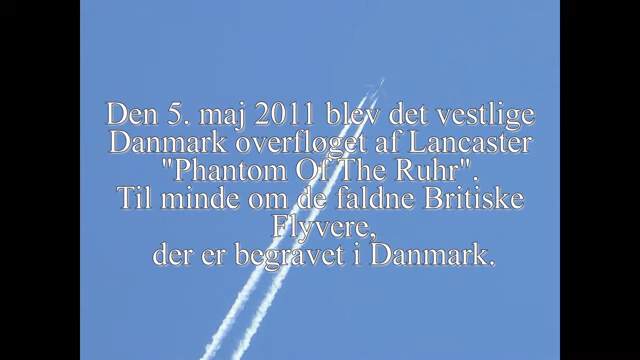 Den 5. maj 2011 blev det vestlige
Danmark overfløget af Lancaster
"Phantom Of The Ruhr".
Til minde om de faldne Britiske
Flyvere,
der er begravet i Danmark.